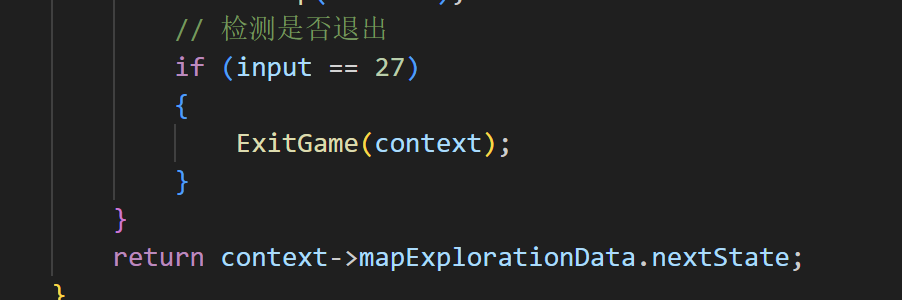 // 检测是否退出
if (input == 27)
{
ExitGame(context);
}
}
return context->mapExplorationData.nextState;
}